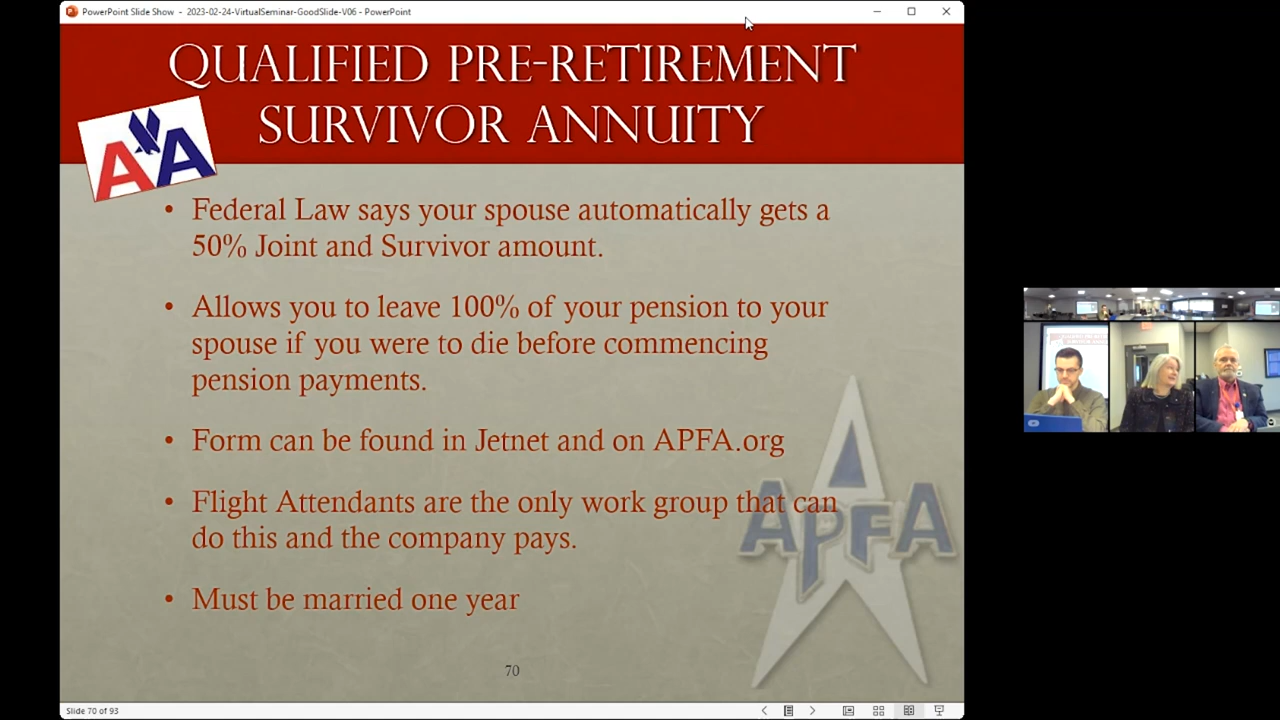 PowerPoint Slide Show - 2023-02-24-VirtualSeminar-GoodSlide-V06 - PowerPoint
QUALIFIED PRE-RETIREMENT
SURVIVOR ANNUITY
AA
• Federal Law says your spouse automatically gets a
50% Joint and Survivor amount.
• Allows you to leave 100% of your pension to your
spouse if you were to die before commencing
pension payments.
• Form can be found in Jetnet and on APFA.org
• Flight Attendants are the only work group that can
do this and the company pays.
• Must be married one year
APFA
70
Slide 70 of 93